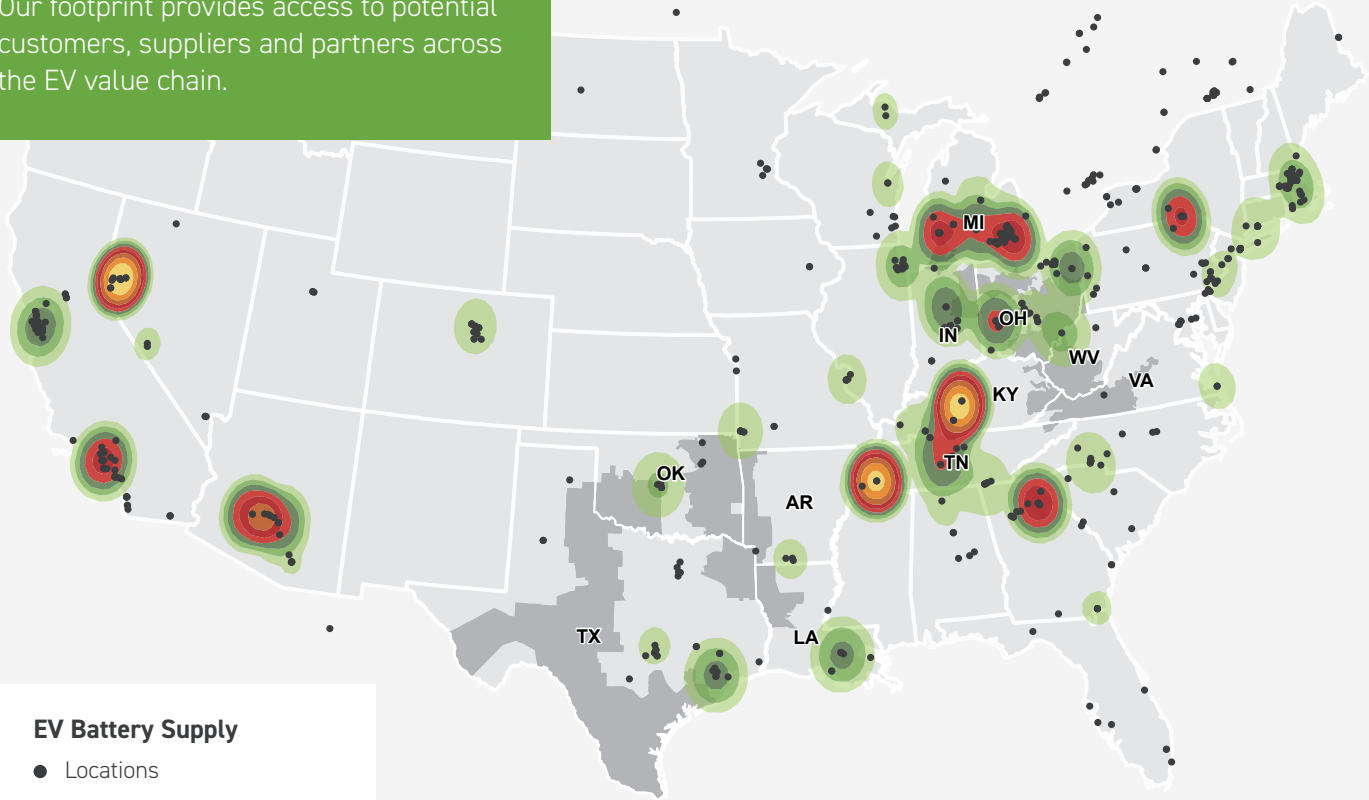 Our footprint provides access to potential
customers, suppliers and partners across
the EV value chain.
MI
OH
IN
WV
KY
VA
TN
OK
AR
TX
LA
EV Battery Supply
Locations